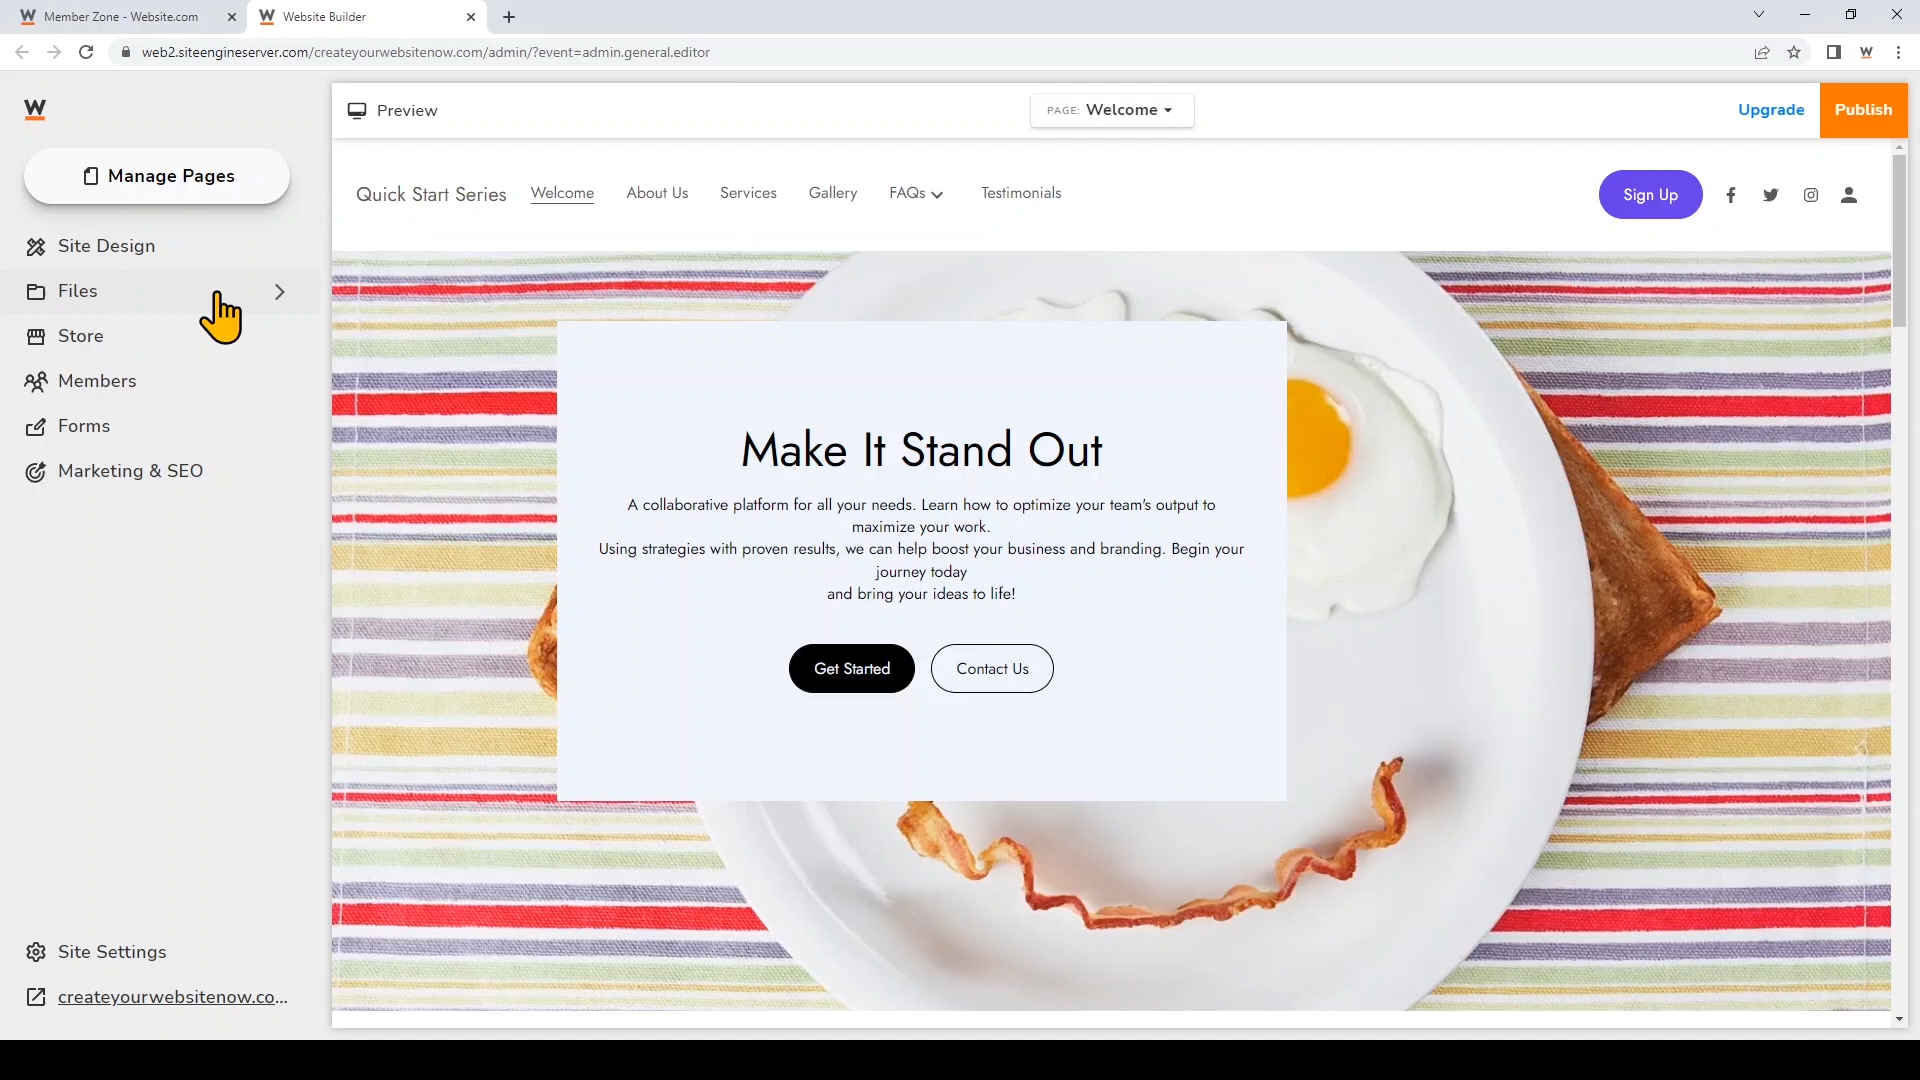 Member Zone - Website.com
Website Builder
web2.siteengineserver.com/createyourwebsitenow.com/admin/?event=admin.general.editor
W
Manage Pages
Site Design
Files
Store
Members
Forms
Marketing & SEO
Site Settings
createyourwebsitenow.co...
Preview
PAGE: Welcome
Upgrade
Publish
Quick Start Series
Welcome
About Us
Services
Gallery
FAQs
Testimonials
Sign Up
Make It Stand Out
A collaborative platform for all your needs. Learn how to optimize your team's output to
maximize your work.
Using strategies with proven results, we can help boost your business and branding. Begin your
journey today
and bring your ideas to life!
Get Started
Contact Us